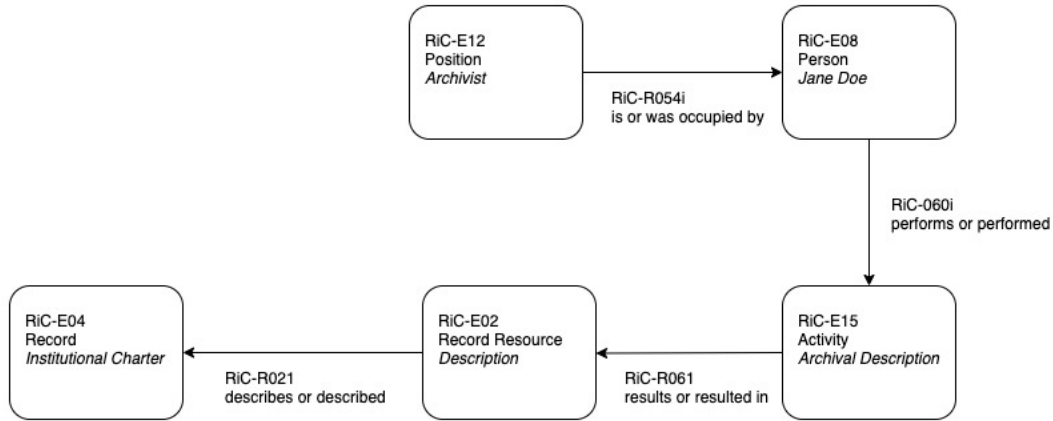 RiC-E12
Position
Archivist
RiC-R054i
is or was occupied by
RiC-E08
Person
Jane Doe
RiC-060i
performs or performed
RiC-E15
Activity
Archival Description
RiC-R061
results or resulted in
RiC-E02
Record Resource
Description
RiC-R021
describes or described
RiC-E04
Record
Institutional Charter